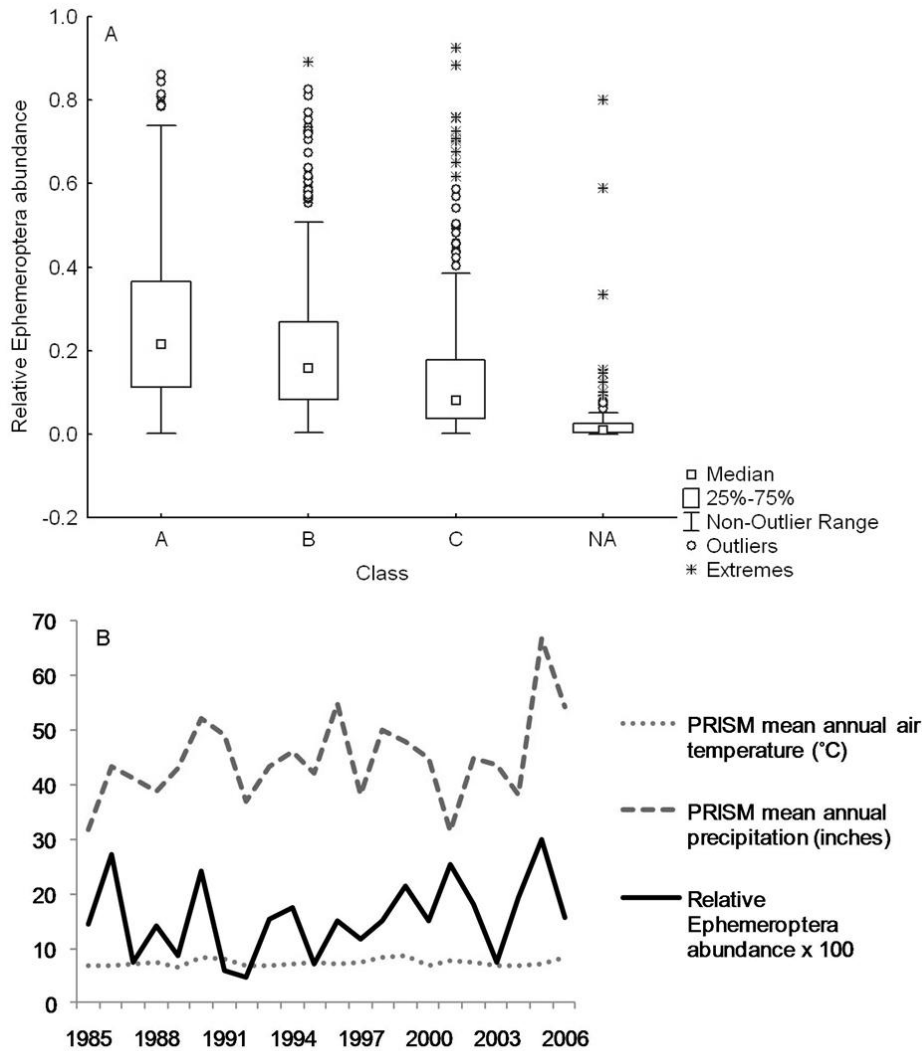 A
1.0
0.8
0.6
0.4
0.2
0.0
-0.2
Relative Ephemeroptera abundance
A B C NA
Class
Median
25%-75%
Non-Outlier Range
Outliers
Extremes
B
70
60
50
40
30
20
10
0
1985 1988 1991 1994 1997 2000 2003 2006
PRISM mean annual air
temperature (°C)
PRISM mean annual
precipitation (inches)
Relative
Ephemeroptera
abundance x 100